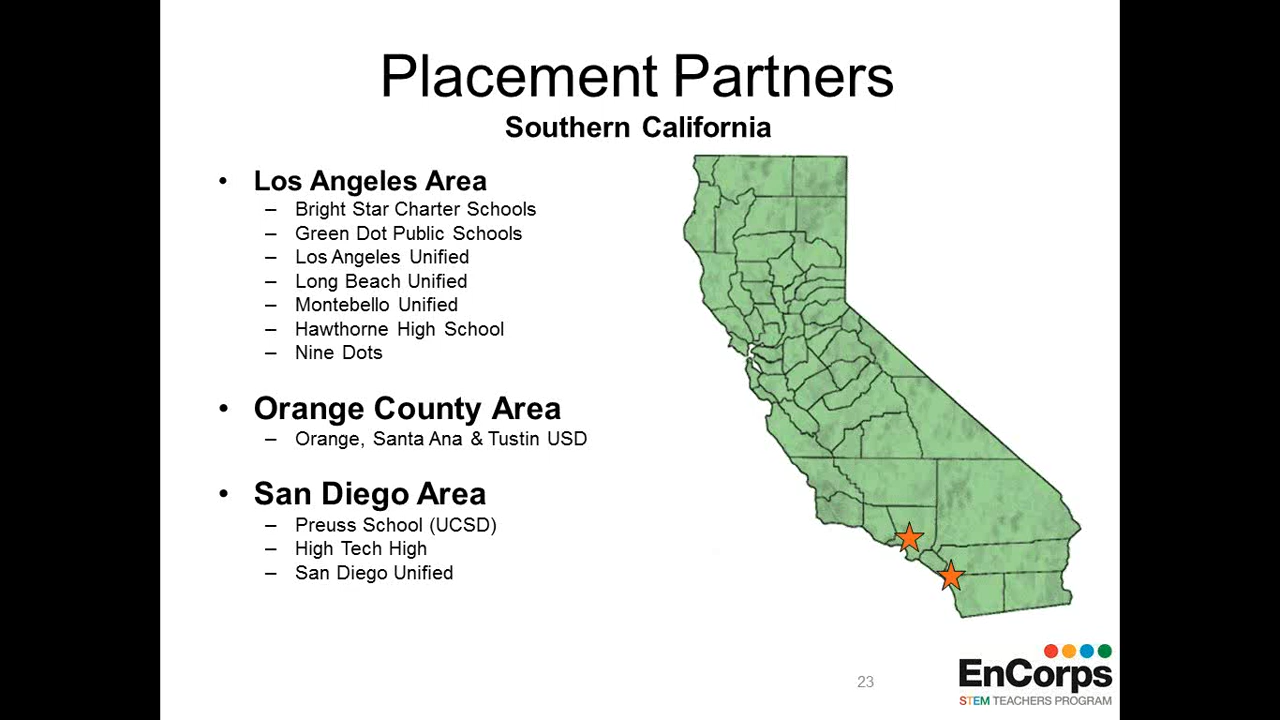 Placement Partners
Southern California
• Los Angeles Area
– Bright Star Charter Schools
– Green Dot Public Schools
– Los Angeles Unified
– Long Beach Unified
– Montebello Unified
– Hawthorne High School
– Nine Dots
• Orange County Area
– Orange, Santa Ana & Tustin USD
• San Diego Area
– Preuss School (UCSD)
– High Tech High
– San Diego Unified
23
EnCorps
STEM TEACHERS PROGRAM